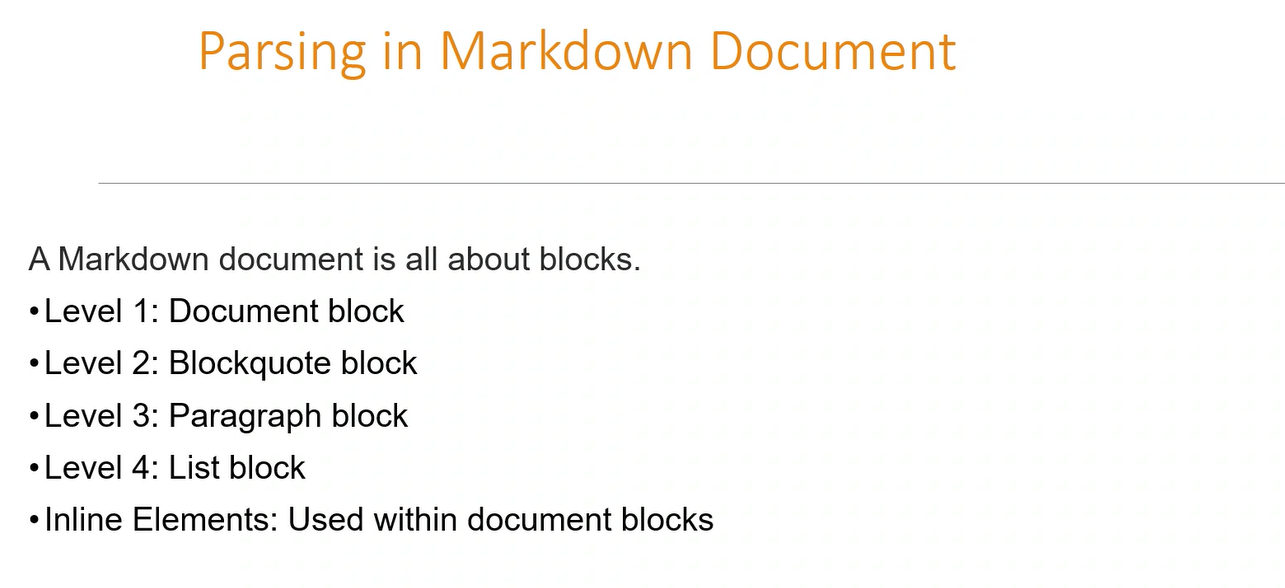 Parsing in Markdown Document
A Markdown document is all about blocks.
•Level 1: Document block
•Level 2: Blockquote block
•Level 3: Paragraph block
•Level 4: List block
•Inline Elements: Used within document blocks